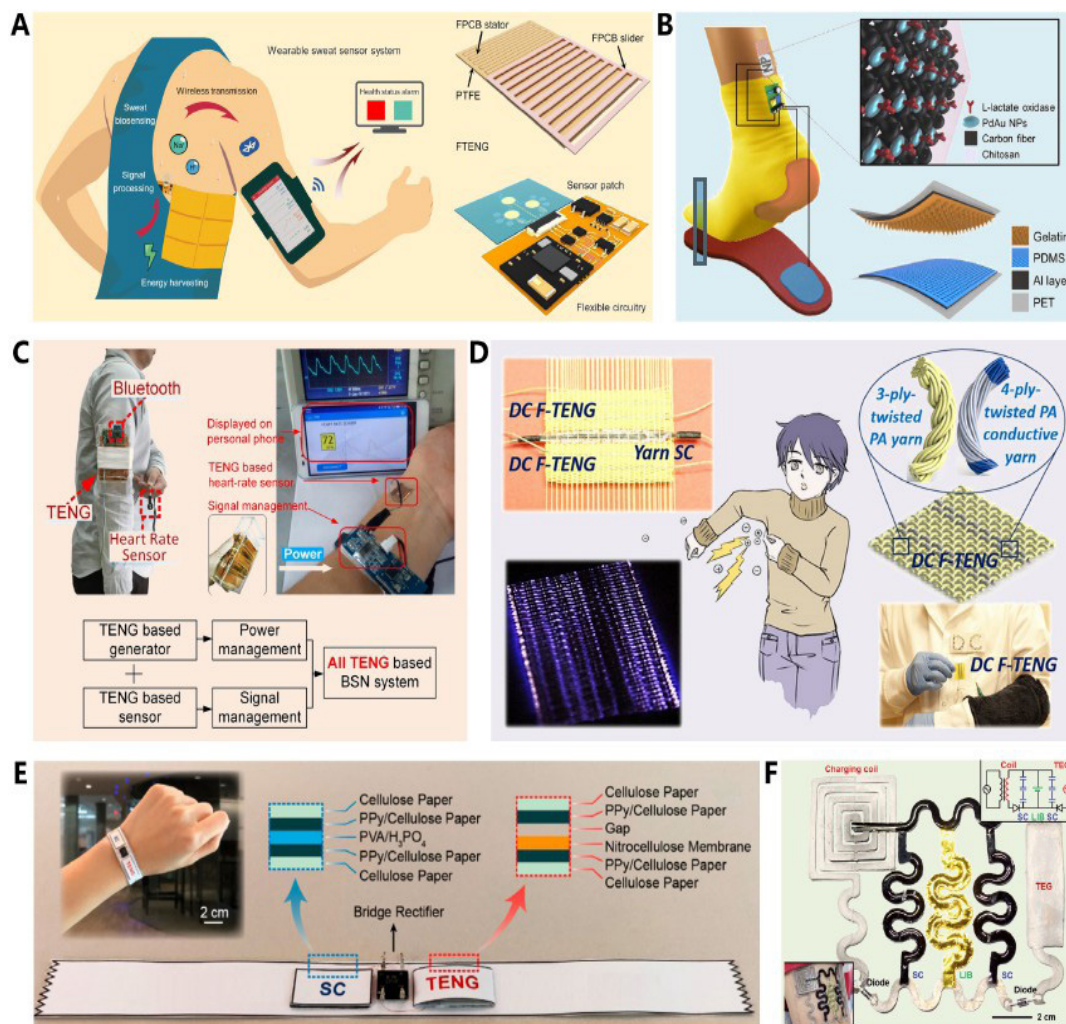 A
Wearable sweat sensor system
Wireless transmission
Sweat
biosensing
Na+
H+
Signal
processing
Energy harvesting
Health status alarm
FPCB stator
FPCB slider
PTFE
FTENG
Sensor patch
Flexible circuitry
B
NP
L-lactate oxidase
PdAu NPs
Carbon fiber
Chitosan
Gelatin
PDMS
Al layer
PET
C
Bluetooth
TENG
Heart Rate
Sensor
Displayed on
personal phone
TENG based
heart-rate sensor
Signal management
72
Power
TENG based
generator
Power
management
+
All TENG based
BSN system
TENG based
sensor
Signal
management
D
DC F-TENG
DC F-TENG
Yarn SC
3-ply-
twisted
PA yarn
4-ply-
twisted PA
conductive
yarn
DC F-TENG
DC
DC F-TENG
E
2 cm
Cellulose Paper
PPy/Cellulose Paper
PVA/H3PO4
PPy/Cellulose Paper
Cellulose Paper
Cellulose Paper
PPy/Cellulose Paper
Gap
Nitrocellulose Membrane
PPy/Cellulose Paper
Cellulose Paper
Bridge Rectifier
SC
TENG
F
Charging coil
Coil
TEG
SC LIB SC
TEG
SC
LIB
SC
Diode
Diode
2 cm